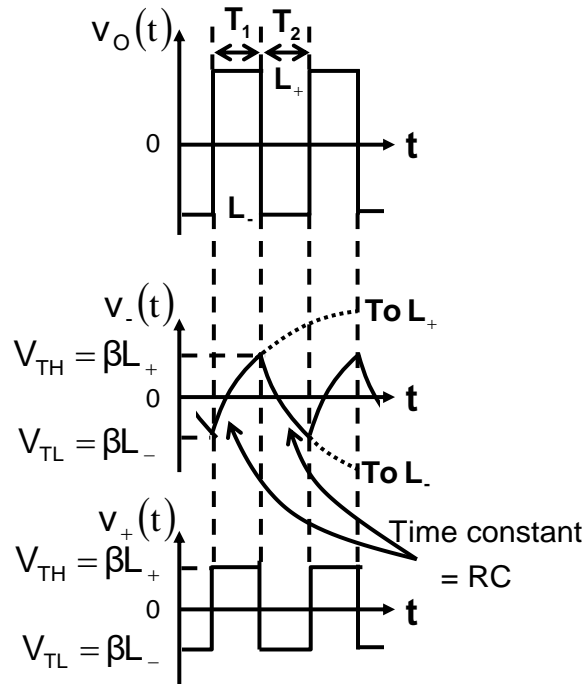 v_O(t)
T_1 T_2
L_+
0
t
L_-
v_-(t)
To L_+
V_TH = βL_+
0
t
V_TL = βL_-
To L_-
v_+(t)
Time constant
= RC
V_TH = βL_+
0
t
V_TL = βL_-